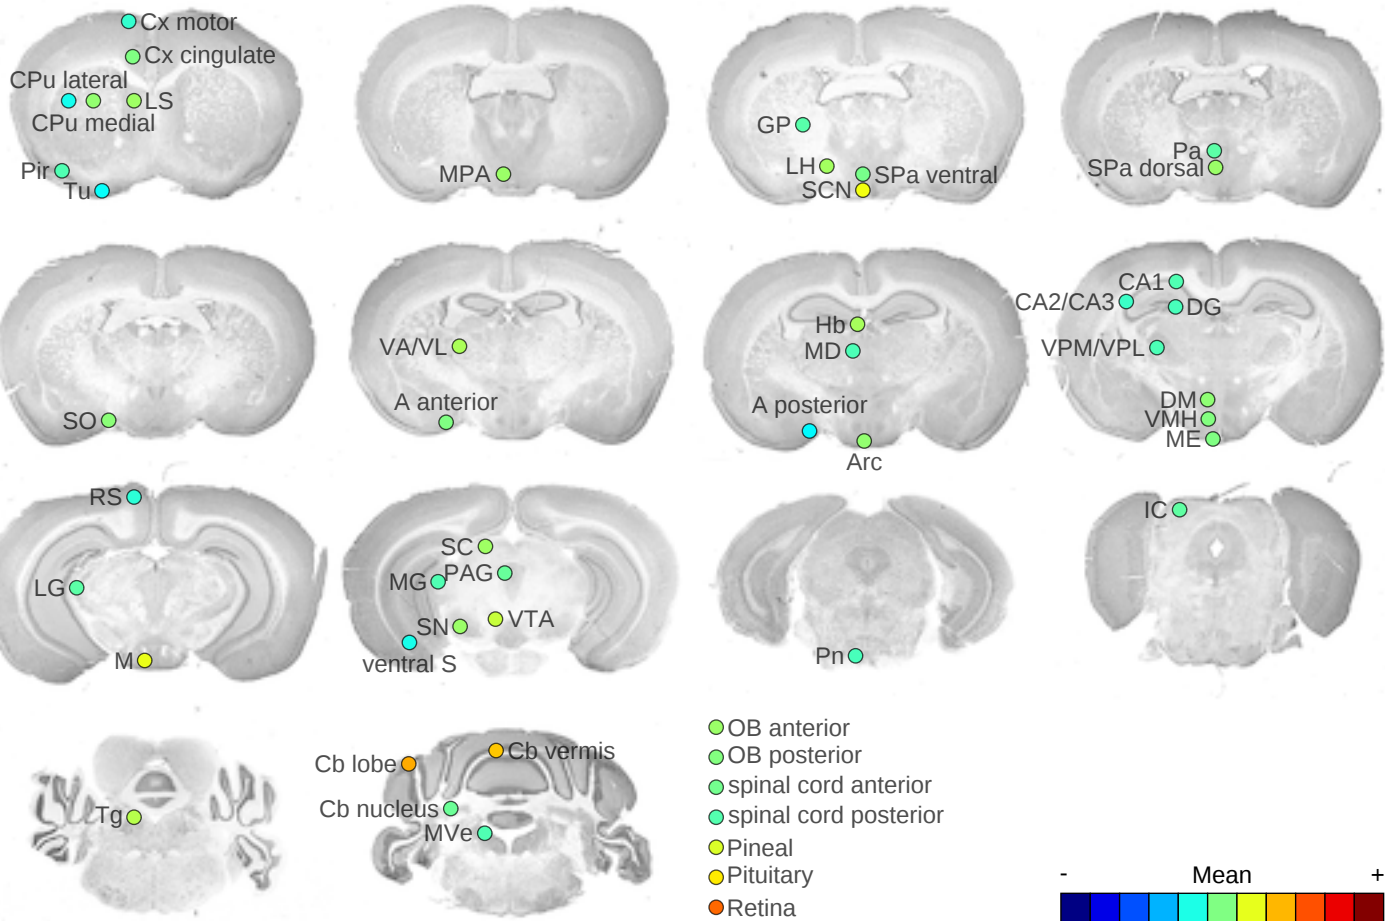 Cx motor
Cx cingulate
CPu lateral
LS
CPu medial
Pir
Tu
MPA
GP
LH
SPa ventral
SCN
Pa
SPa dorsal
SO
VA/VL
A anterior
Hb
MD
A posterior
Arc
CA1
CA2/CA3
DG
VPM/VPL
DM
VMH
ME
RS
LG
M
SC
PAG
MG
SN
VTA
ventral S
Pn
IC
Tg
Cb lobe
Cb vermis
Cb nucleus
MVe
OB anterior
OB posterior
spinal cord anterior
spinal cord posterior
Pineal
Pituitary
Retina
- Mean +